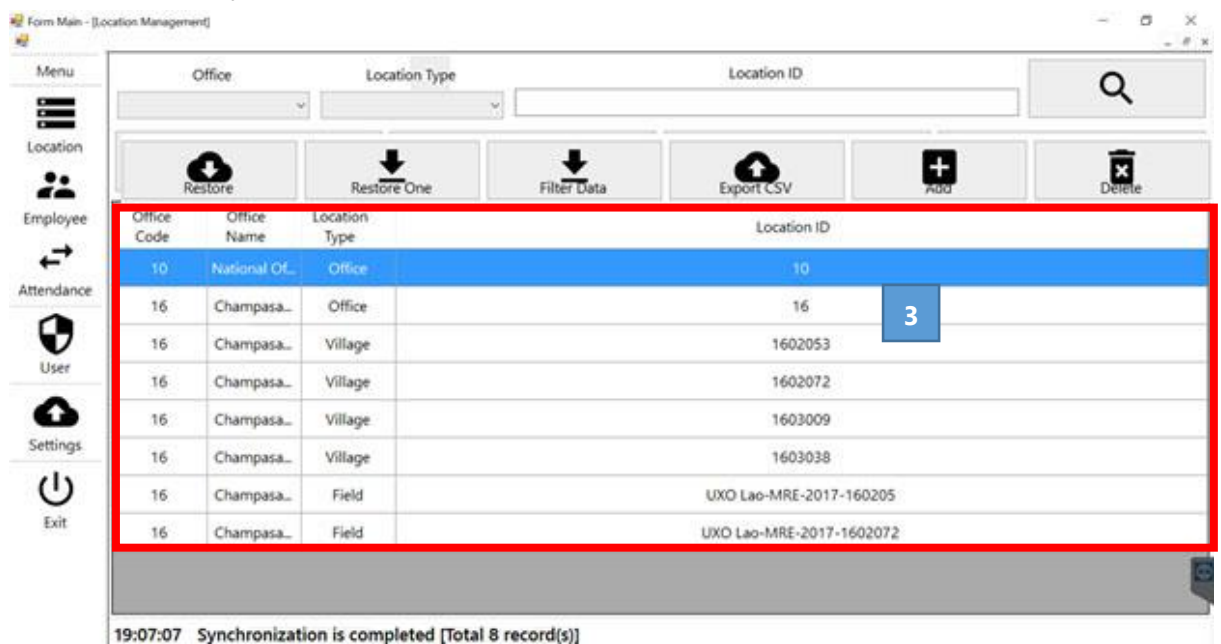 Form Main - [Location Management]
Menu
Location
Employee
Attendance
User
Settings
Exit
Office Location Type Location ID
Restore Restore One Filter Data Export CSV Add Delete
Office Code Office Name Location Type Location ID
10 National Of... Office 10
16 Champasa... Office 16
3
16 Champasa... Village 1602053
16 Champasa... Village 1602072
16 Champasa... Village 1603009
16 Champasa... Village 1603038
16 Champasa... Field UXO Lao-MRE-2017-160205
16 Champasa... Field UXO Lao-MRE-2017-1602072
19:07:07 Synchronization is completed [Total 8 record(s)]